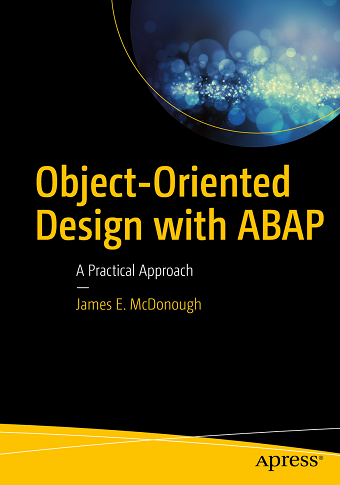 Object-Oriented
Design with ABAP
A Practical Approach
—
James E. McDonough
Apress®